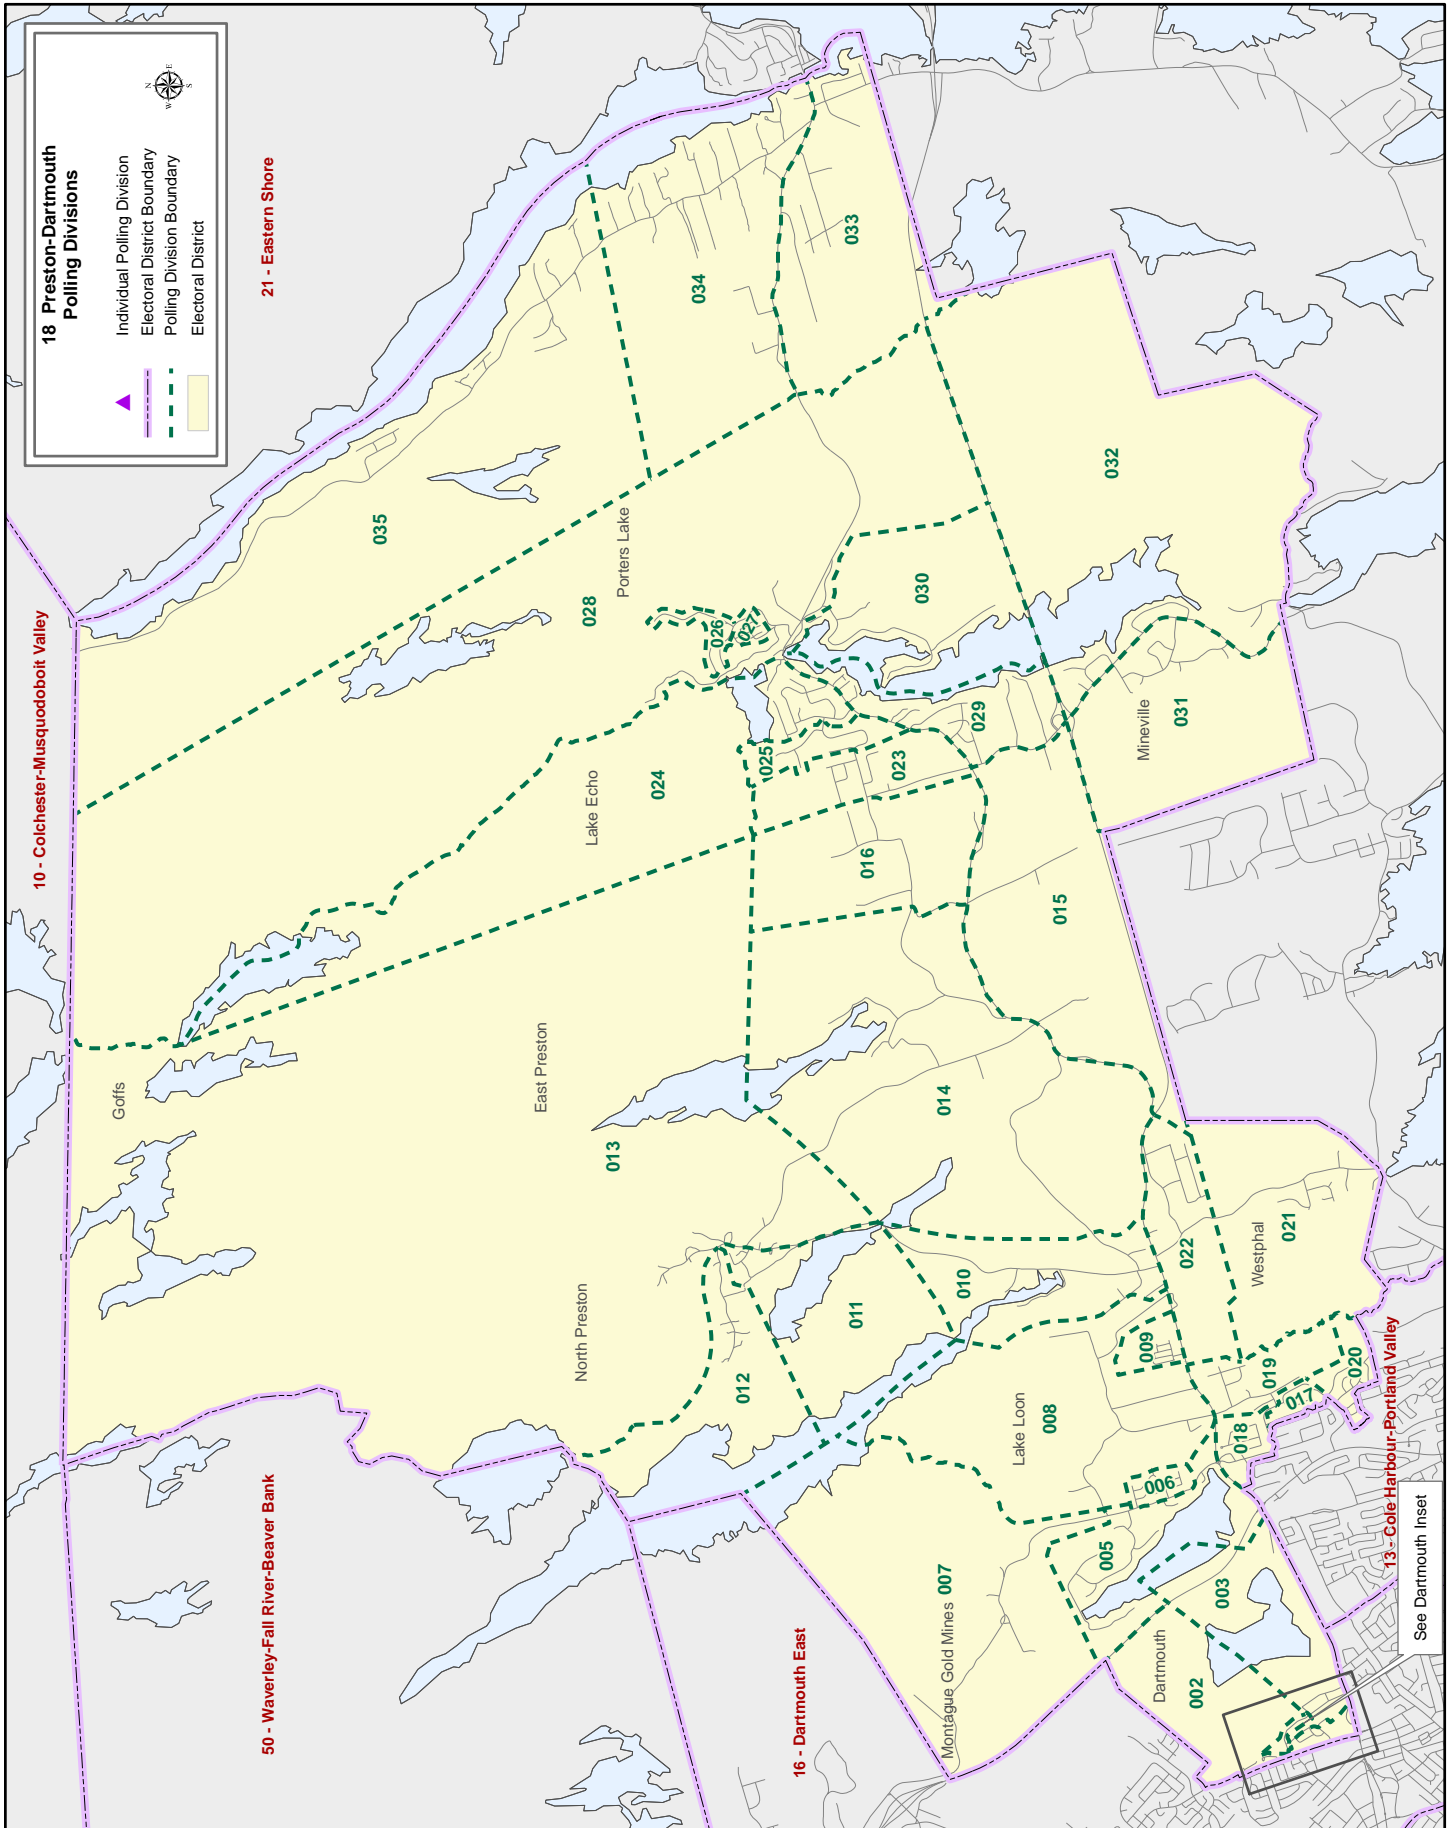 18 Preston-Dartmouth
Polling Divisions
N
W
E
S
Individual Polling Division
Electoral District Boundary
Polling Division Boundary
Electoral District
10 - Colchester-Musquodoboit Valley
21 - Eastern Shore
50 - Waverley-Fall River-Beaver Bank
16 - Dartmouth East
13 - Cole Harbour-Portland Valley
Goffs
East Preston
North Preston
Lake Echo
Porters Lake
Mineville
Westphal
Lake Loon
Montague Gold Mines
Dartmouth
035
034
033
028
026
027
030
032
024
025
023
029
031
016
015
013
014
012
011
010
009
022
021
008
019
020
017
018
006
005
007
003
002
See Dartmouth Inset